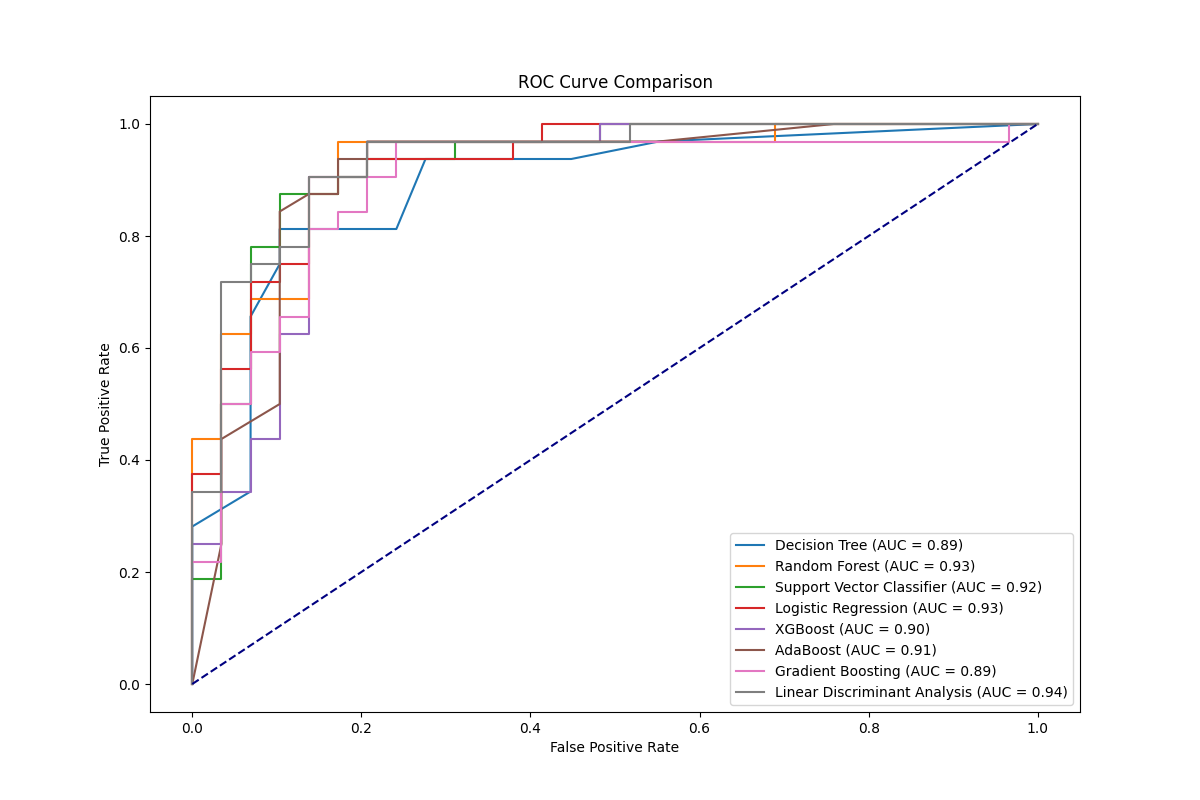 ROC Curve Comparison
1.0
0.8
0.6
0.4
0.2
0.0
True Positive Rate
Decision Tree (AUC = 0.89)
Random Forest (AUC = 0.93)
Support Vector Classifier (AUC = 0.92)
Logistic Regression (AUC = 0.93)
XGBoost (AUC = 0.90)
AdaBoost (AUC = 0.91)
Gradient Boosting (AUC = 0.89)
Linear Discriminant Analysis (AUC = 0.94)
0.0 0.2 0.4 0.6 0.8 1.0
False Positive Rate